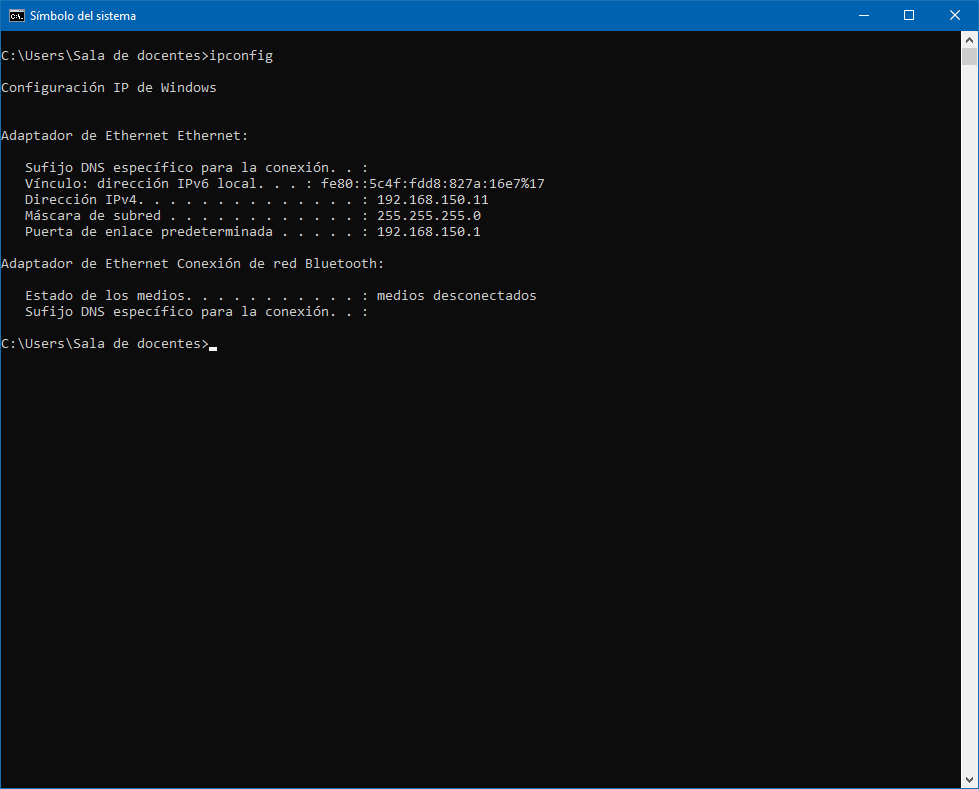 Símbolo del sistema
C:\Users\Sala de docentes>ipconfig
Configuración IP de Windows
Adaptador de Ethernet Ethernet:
   Sufijo DNS específico para la conexión. . :
   Vínculo: dirección IPv6 local. . . : fe80::5c4f:fdd8:827a:16e7%17
   Dirección IPv4. . . . . . . . . . . . . . : 192.168.150.11
   Máscara de subred . . . . . . . . . . . . : 255.255.255.0
   Puerta de enlace predeterminada . . . . . : 192.168.150.1
Adaptador de Ethernet Conexión de red Bluetooth:
   Estado de los medios. . . . . . . . . . . : medios desconectados
   Sufijo DNS específico para la conexión. . :
C:\Users\Sala de docentes>